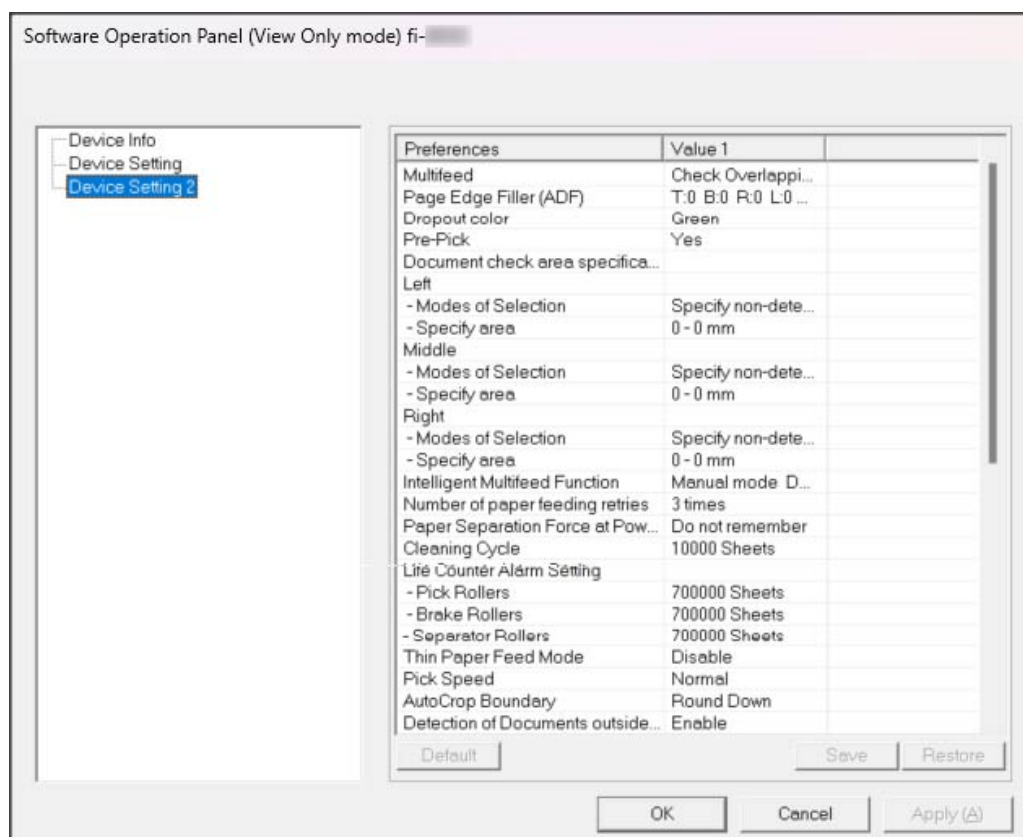 Software Operation Panel (View Only mode) fi-
Device Info
Device Setting
Device Setting 2
Preferences Value 1
Multifeed Check Overlappi...
Page Edge Filler (ADF) T:0 B:0 R:0 L:0 ...
Dropout color Green
Pre-Pick Yes
Document check area specifica...
Left
- Modes of Selection Specify non-dete...
- Specify area 0 - 0 mm
Middle
- Modes of Selection Specify non-dete...
- Specify area 0 - 0 mm
Right
- Modes of Selection Specify non-dete...
- Specify area 0 - 0 mm
Intelligent Multifeed Function Manual mode D...
Number of paper feeding retries 3 times
Paper Separation Force at Pow... Do not remember
Cleaning Cycle 10000 Sheets
Life Counter Alarm Setting
- Pick Rollers 700000 Sheets
- Brake Rollers 700000 Sheets
- Separator Rollers 700000 Sheets
Thin Paper Feed Mode Disable
Pick Speed Normal
AutoCrop Boundary Round Down
Detection of Documents outside... Enable
Default Save Restore
OK Cancel Apply (A)